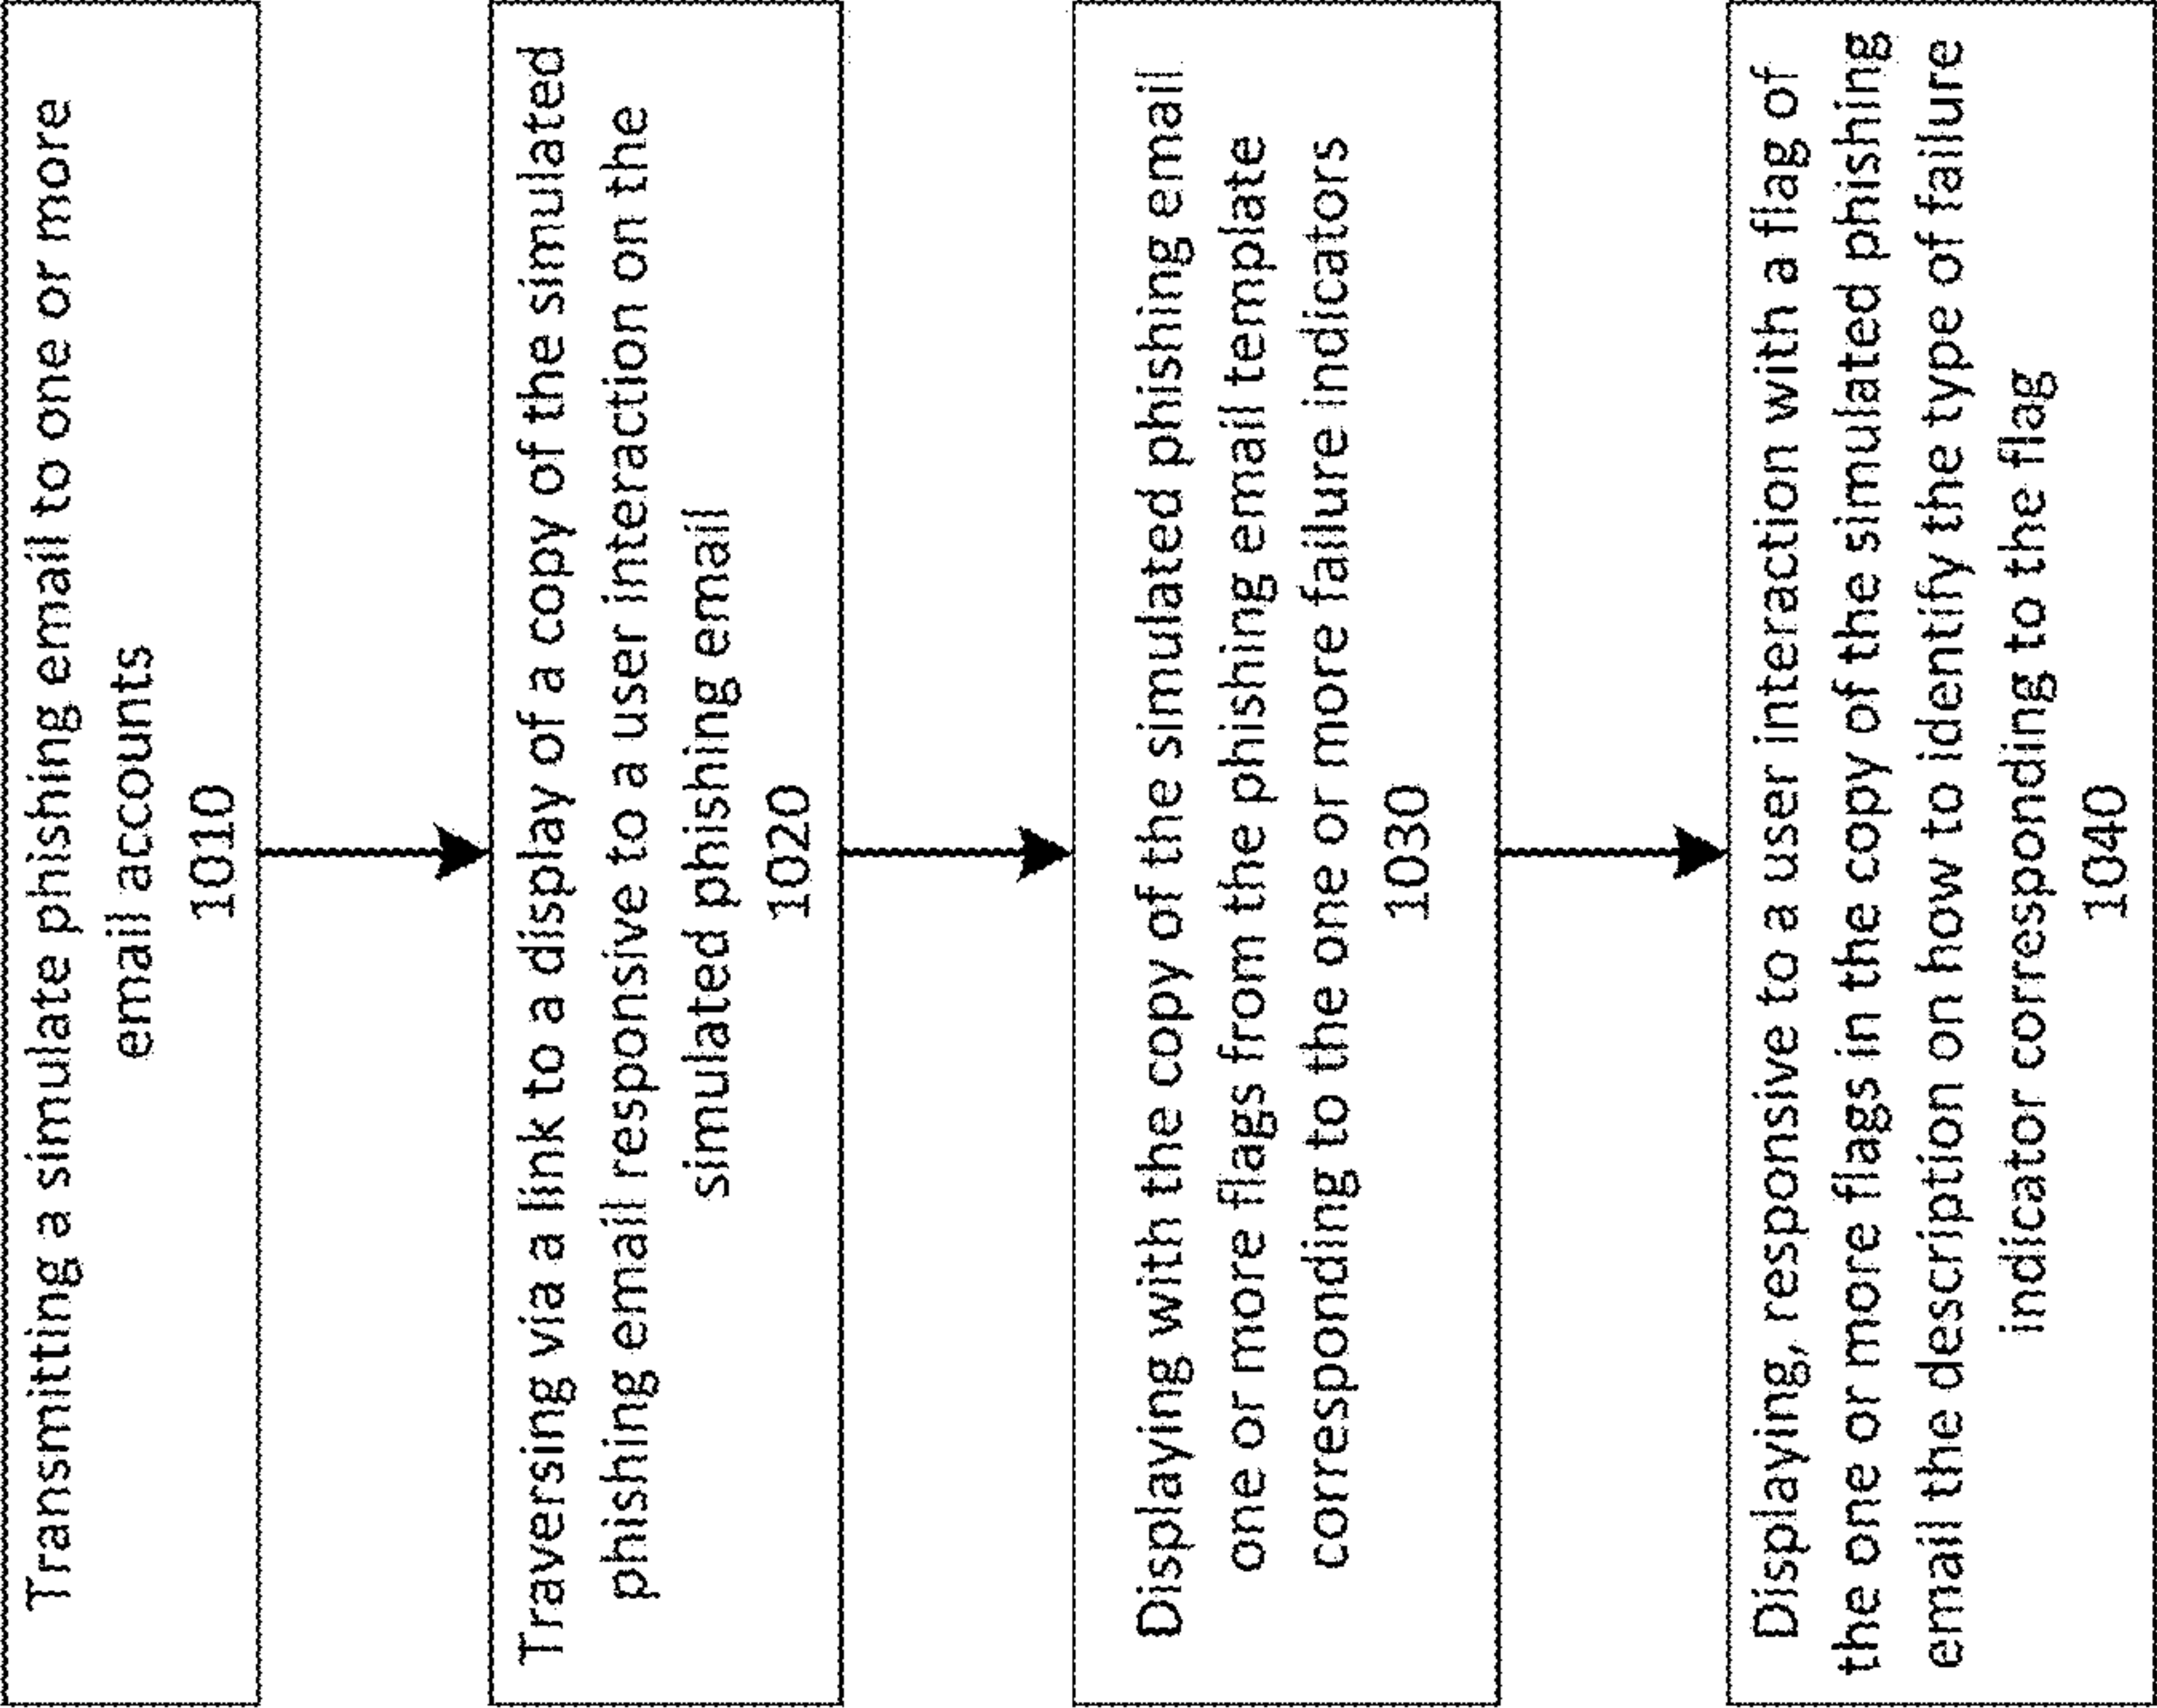 Transmitting a simulate phishing email to one or more
email accounts
1010
Traversing via a link to a display of a copy of the simulated
phishing email responsive to a user interaction on the
simulated phishing email
1020
Displaying with the copy of the simulated phishing email
one or more flags from the phishing email template
corresponding to the one or more failure indicators
1030
Displaying, responsive to a user interaction with a flag of
the one or more flags in the copy of the simulated phishing
email the description on how to identify the type of failure
indicator corresponding to the flag
1040